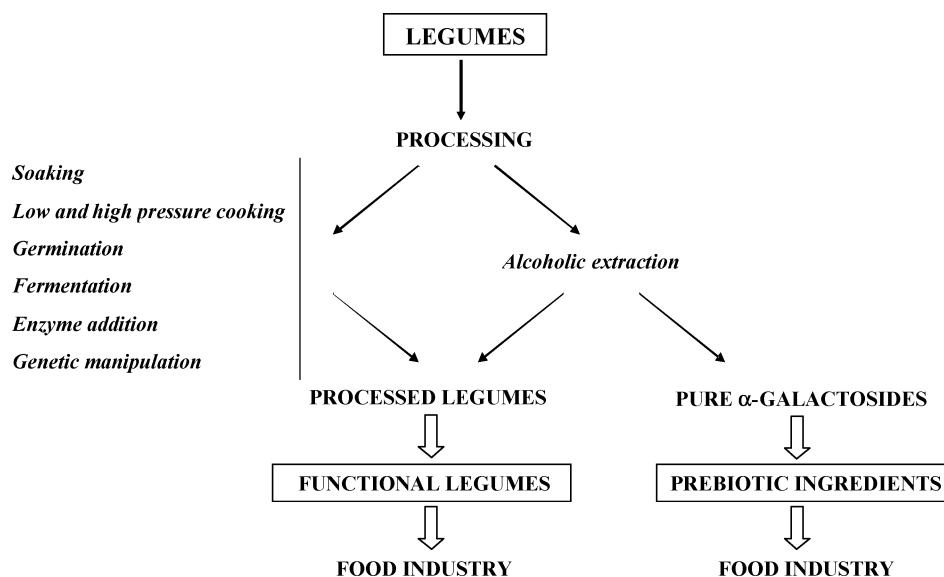 LEGUMES
PROCESSING
Soaking
Low and high pressure cooking
Germination
Fermentation
Enzyme addition
Genetic manipulation
Alcoholic extraction
PROCESSED LEGUMES
PURE α-GALACTOSIDES
FUNCTIONAL LEGUMES
PREBIOTIC INGREDIENTS
FOOD INDUSTRY
FOOD INDUSTRY